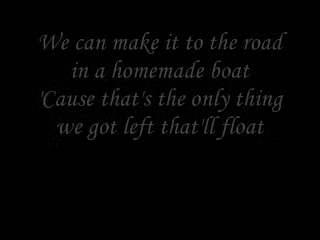 We can make it to the road
in a homemade boat
'Cause that's the only thing
we got left that'll float